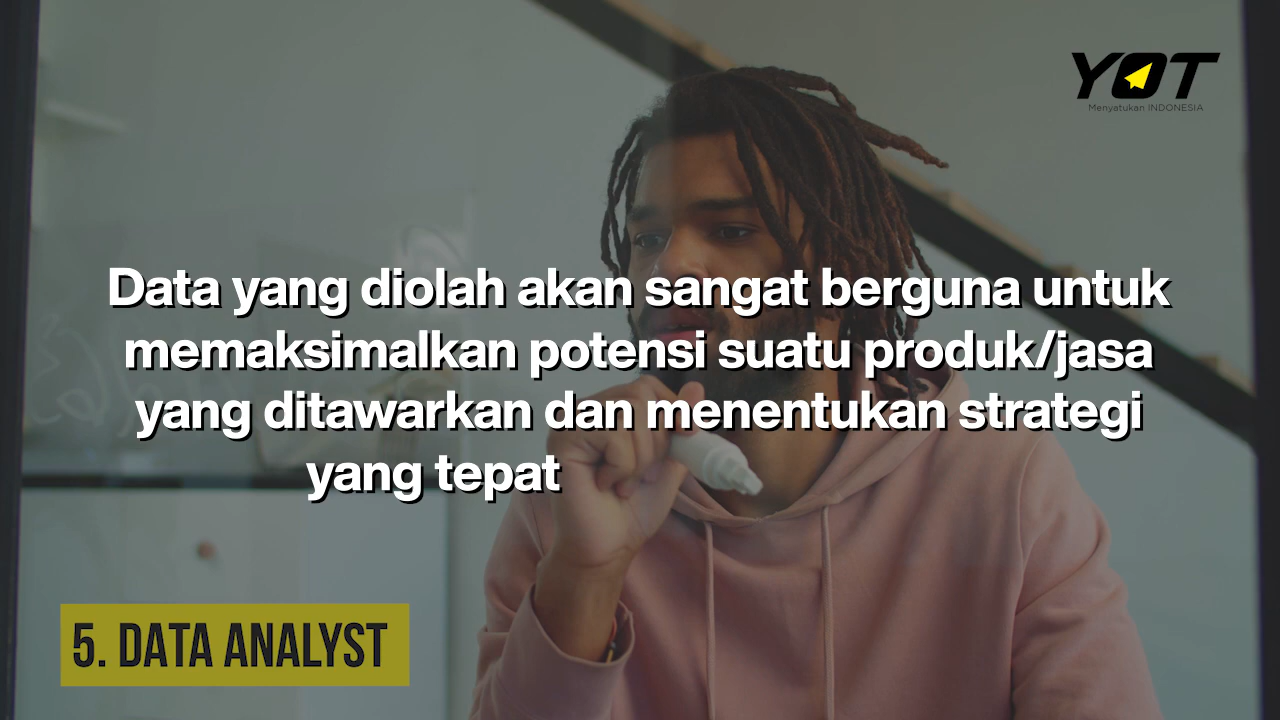 YOT
Menyatukan INDONESIA
Data yang diolah akan sangat berguna untuk
memaksimalkan potensi suatu produk/jasa
yang ditawarkan dan menentukan strategi
yang tepat
5. DATA ANALYST